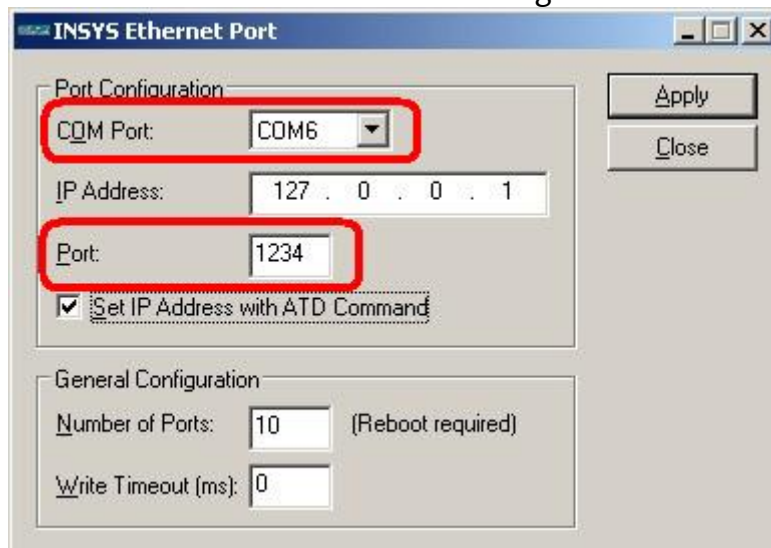 INSYS Ethernet Port
Port Configuration
COM Port: COM6
Apply
Close
IP Address: 127 . 0 . 0 . 1
Port: 1234
Set IP Address with ATD Command
General Configuration
Number of Ports: 10 (Reboot required)
Write Timeout (ms): 0